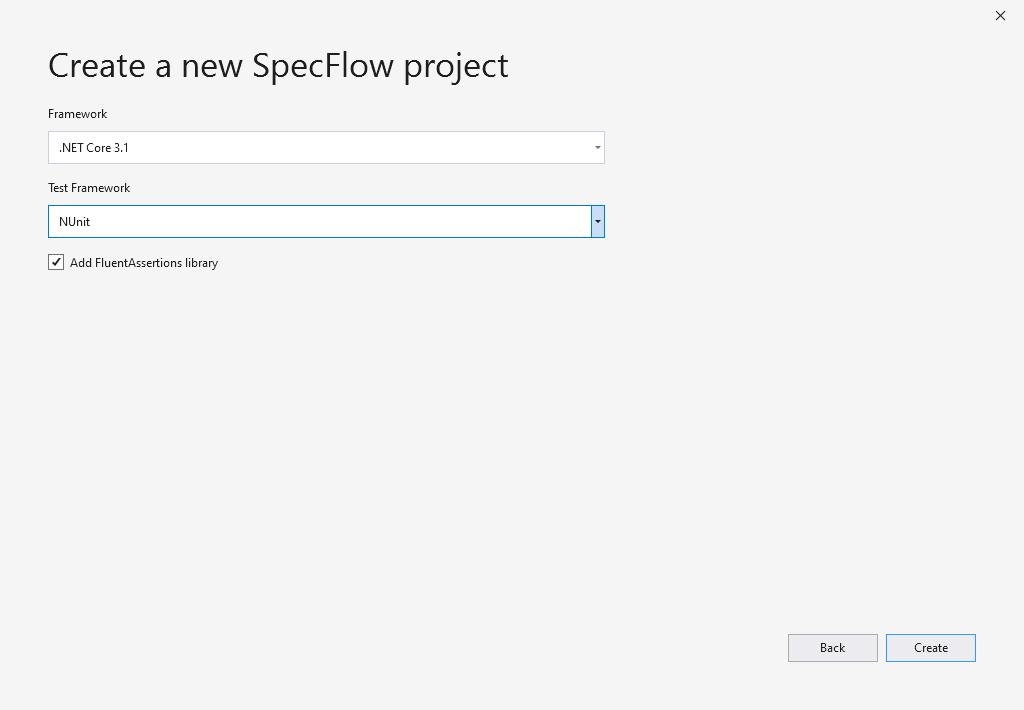 Create a new SpecFlow project
Framework
.NET Core 3.1
Test Framework
NUnit
Add FluentAssertions library
Back
Create